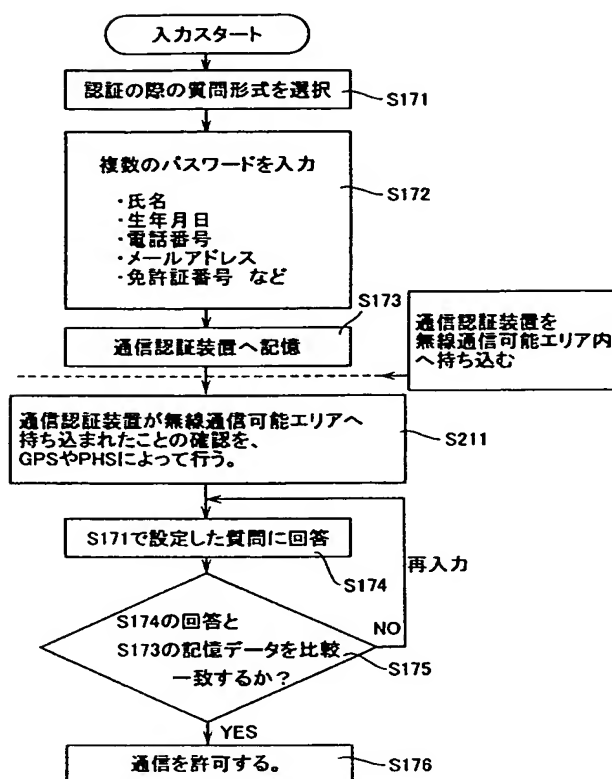 入力スタート
認証の際の質問形式を選択
S171
複数のパスワードを入力
・氏名
・生年月日
・電話番号
・メールアドレス
・免許証番号 など
S172
S173
通信認証装置へ記憶
通信認証装置を
無線通信可能エリア内
へ持ち込む
通信認証装置が無線通信可能エリアへ
持ち込まれたことの確認を、
GPSやPHSによって行う。
S211
S171で設定した質問に回答
S174
再入力
S174の回答と
S173の記憶データを比較
一致するか？
NO
S175
YES
通信を許可する。
S176